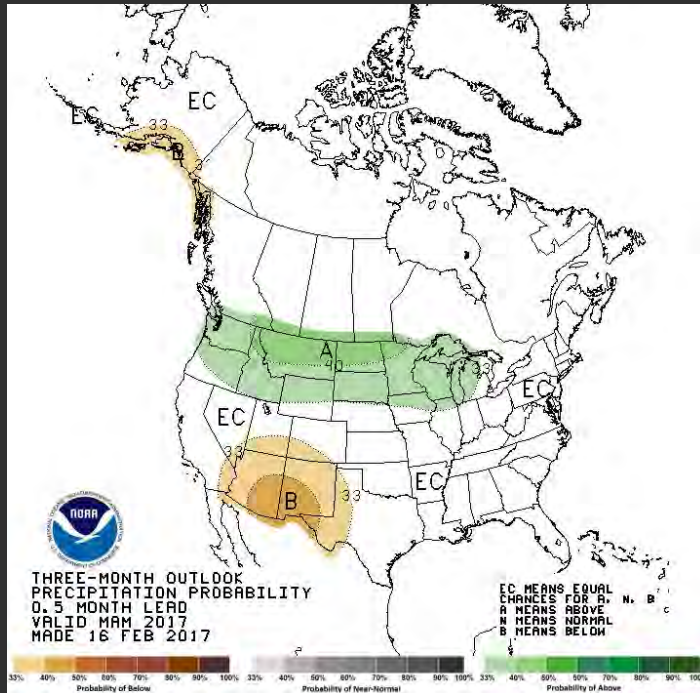 EC
EC
33
B
3
A
40
33
EC
EC
33
EC
B
33
NOAA
THREE-MONTH OUTLOOK
PRECIPITATION PROBABILITY
0.5 MONTH LEAD
VALID MAM 2017
MADE 16 FEB 2017
EC MEANS EQUAL
CHANCES FOR A, N, B
A MEANS ABOVE
N MEANS NORMAL
B MEANS BELOW
33% 40% 50% 60% 70% 80% 90% 100%
Probability of Below
33% 40% 50% 60% 70% 80% 90% 100%
Probability of Near-Normal
33% 40% 50% 60% 70% 80% 90%
Probability of Above